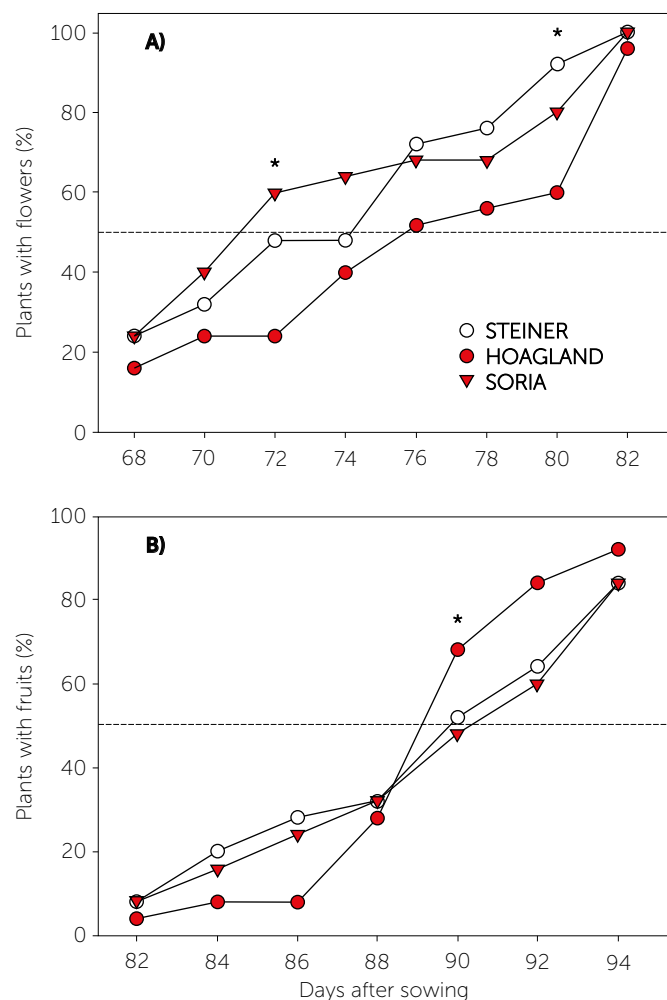 A)
*
*
Plants with flowers (%)
100
80
60
40
20
0
STEINER
HOAGLAND
SORIA
68 70 72 74 76 78 80 82
B)
*
Plants with fruits (%)
100
80
60
40
20
0
82 84 86 88 90 92 94
Days after sowing